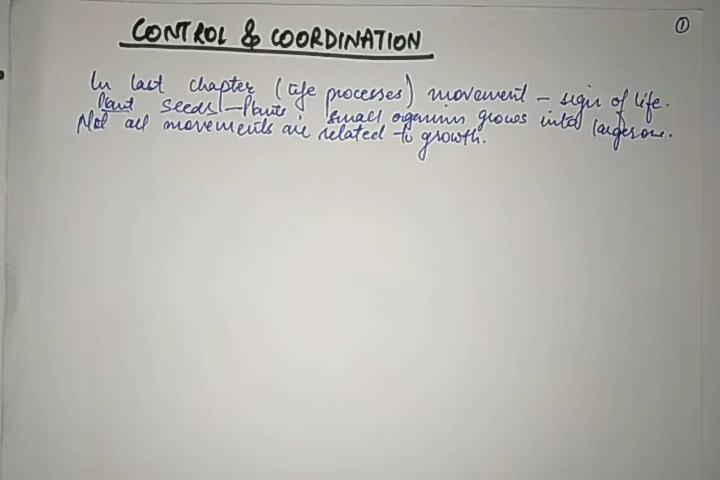 ①
CONTROL & COORDINATION
In last chapter (life processes) movement - sign of life.
Plant seeds - Plants, small organism grows into larger one.
Not all movements are related to growth.